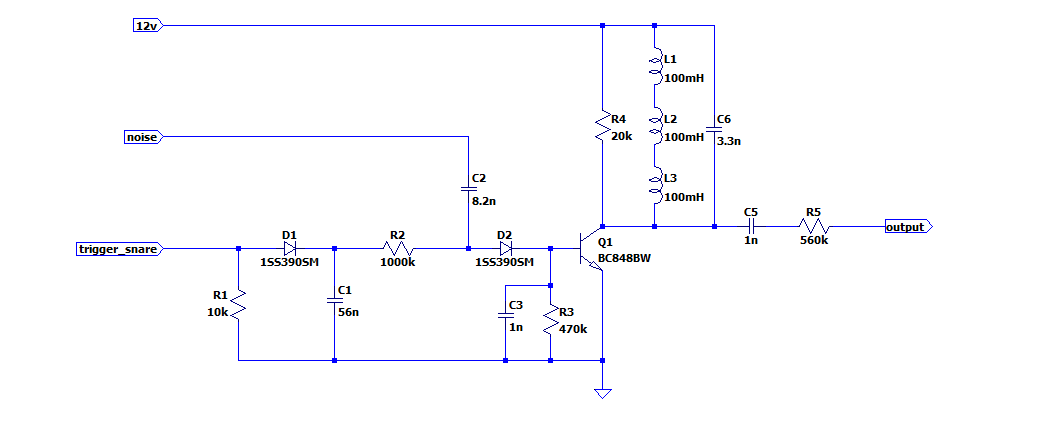 12v
L1
100mH
R4
20k
L2
100mH
C6
3.3n
noise
C2
8.2n
L3
100mH
C5
1n
R5
560k
output
trigger_snare
D1
1SS390SM
R2
1000k
D2
1SS390SM
Q1
BC848BW
R1
10k
C1
56n
C3
1n
R3
470k